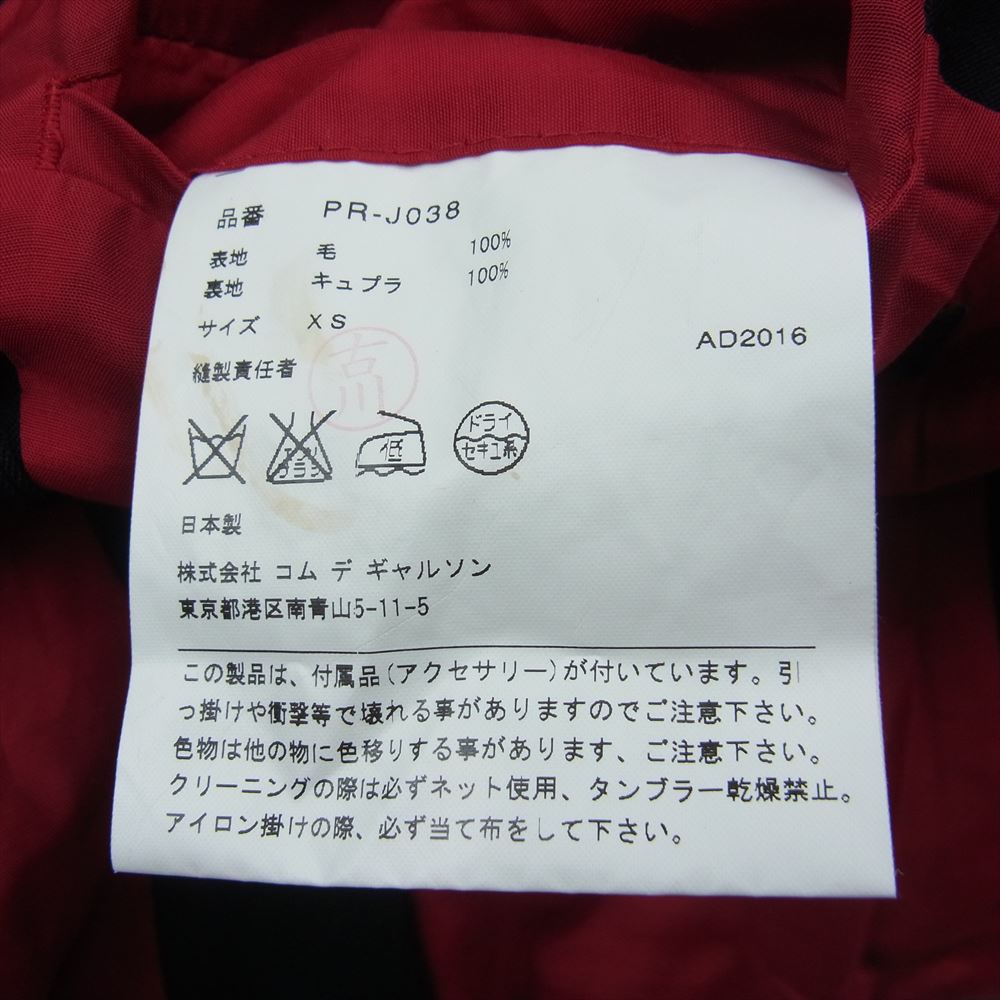 品番 PR-J038
表地 毛 100%
裏地 キュプラ 100%
サイズ XS
AD2016
縫製責任者 古川
エンソ サラシ 低 ドライ セキユ系
日本製
株式会社 コム デ ギャルソン
東京都港区南青山5-11-5
この製品は、付属品(アクセサリー)が付いています。引
っ掛けや衝撃等で壊れる事がありますのでご注意下さい。
色物は他の物に色移りする事があります、ご注意下さい。
クリーニングの際は必ずネット使用、タンブラー乾燥禁止。
アイロン掛けの際、必ず当て布をして下さい。